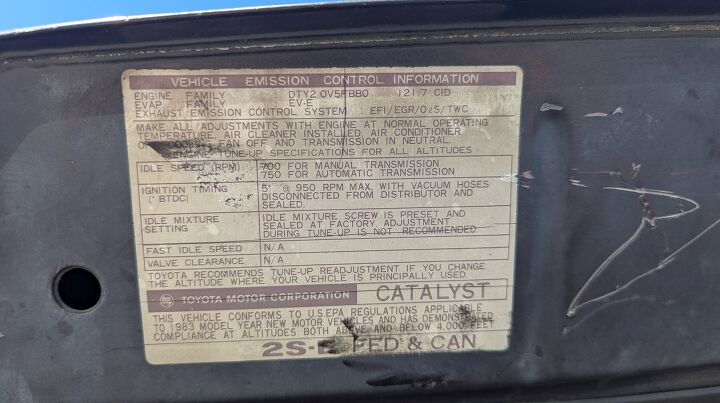 VEHICLE EMISSION CONTROL INFORMATION
ENGINE FAMILY DTY2.0V5FBB0 121.7 CID
EVAP FAMILY EV-E
EXHAUST EMISSION CONTROL SYSTEM : EFI/EGR/O2S/TWC
MAKE ALL ADJUSTMENTS WITH ENGINE AT NORMAL OPERATING
TEMPERATURE, AIR CLEANER INSTALLED, AIR CONDITIONER
COOLING FAN OFF AND TRANSMISSION IN NEUTRAL.
ENGINE TUNE-UP SPECIFICATIONS FOR ALL ALTITUDES
IDLE SPEED (RPM) 700 FOR MANUAL TRANSMISSION
750 FOR AUTOMATIC TRANSMISSION
IGNITION TIMING (° BTDC) 5° @ 950 RPM MAX. WITH VACUUM HOSES
DISCONNECTED FROM DISTRIBUTOR AND
SEALED.
IDLE MIXTURE SETTING IDLE MIXTURE SCREW IS PRESET AND
SEALED AT FACTORY ADJUSTMENT
DURING TUNE-UP IS NOT RECOMMENDED
FAST IDLE SPEED N/A
VALVE CLEARANCE N/A
TOYOTA RECOMMENDS TUNE-UP READJUSTMENT IF YOU CHANGE
THE ALTITUDE WHERE YOUR VEHICLE IS PRINCIPALLY USED
TOYOTA MOTOR CORPORATION CATALYST
THIS VEHICLE CONFORMS TO U.S.EPA REGULATIONS APPLICABLE
TO 1983 MODEL YEAR NEW MOTOR VEHICLES AND HAS DEMONSTRATED
COMPLIANCE AT ALTITUDES BOTH ABOVE AND BELOW 4,000 FEET
2S-E FED & CAN